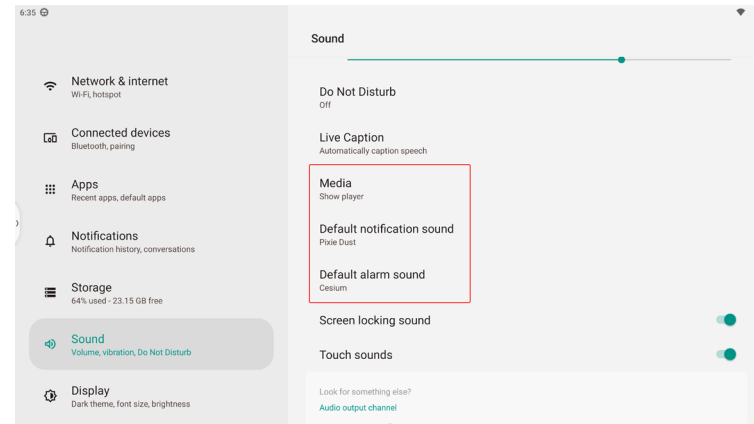 6:35
Sound
Network & internet
Wi-Fi, hotspot
Connected devices
Bluetooth, pairing
Apps
Recent apps, default apps
Notifications
Notification history, conversations
Storage
64% used - 23.15 GB free
Sound
Volume, vibration, Do Not Disturb
Display
Dark theme, font size, brightness
Do Not Disturb
Off
Live Caption
Automatically caption speech
Media
Show player
Default notification sound
Pixie Dust
Default alarm sound
Cesium
Screen locking sound
Touch sounds
Look for something else?
Audio output channel